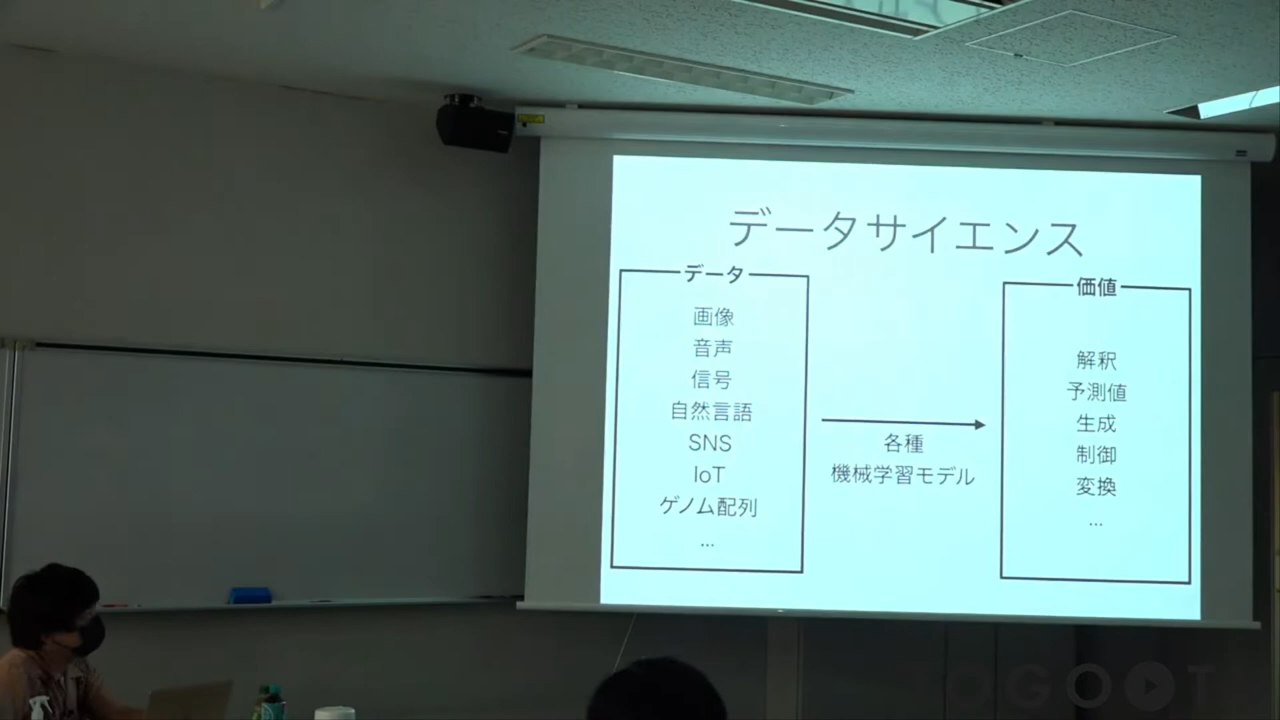 データサイエンス
データ
画像
音声
信号
自然言語
SNS
IoT
ゲノム配列
...
各種
機械学習モデル
価値
解釈
予測値
生成
制御
変換
...